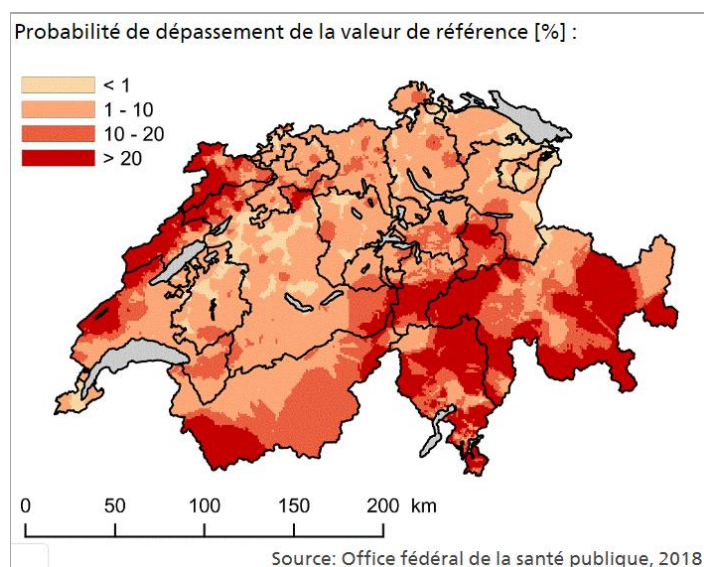 Probabilité de dépassement de la valeur de référence [%] :
< 1
1 - 10
10 - 20
> 20
0 50 100 150 200 km
Source: Office fédéral de la santé publique, 2018